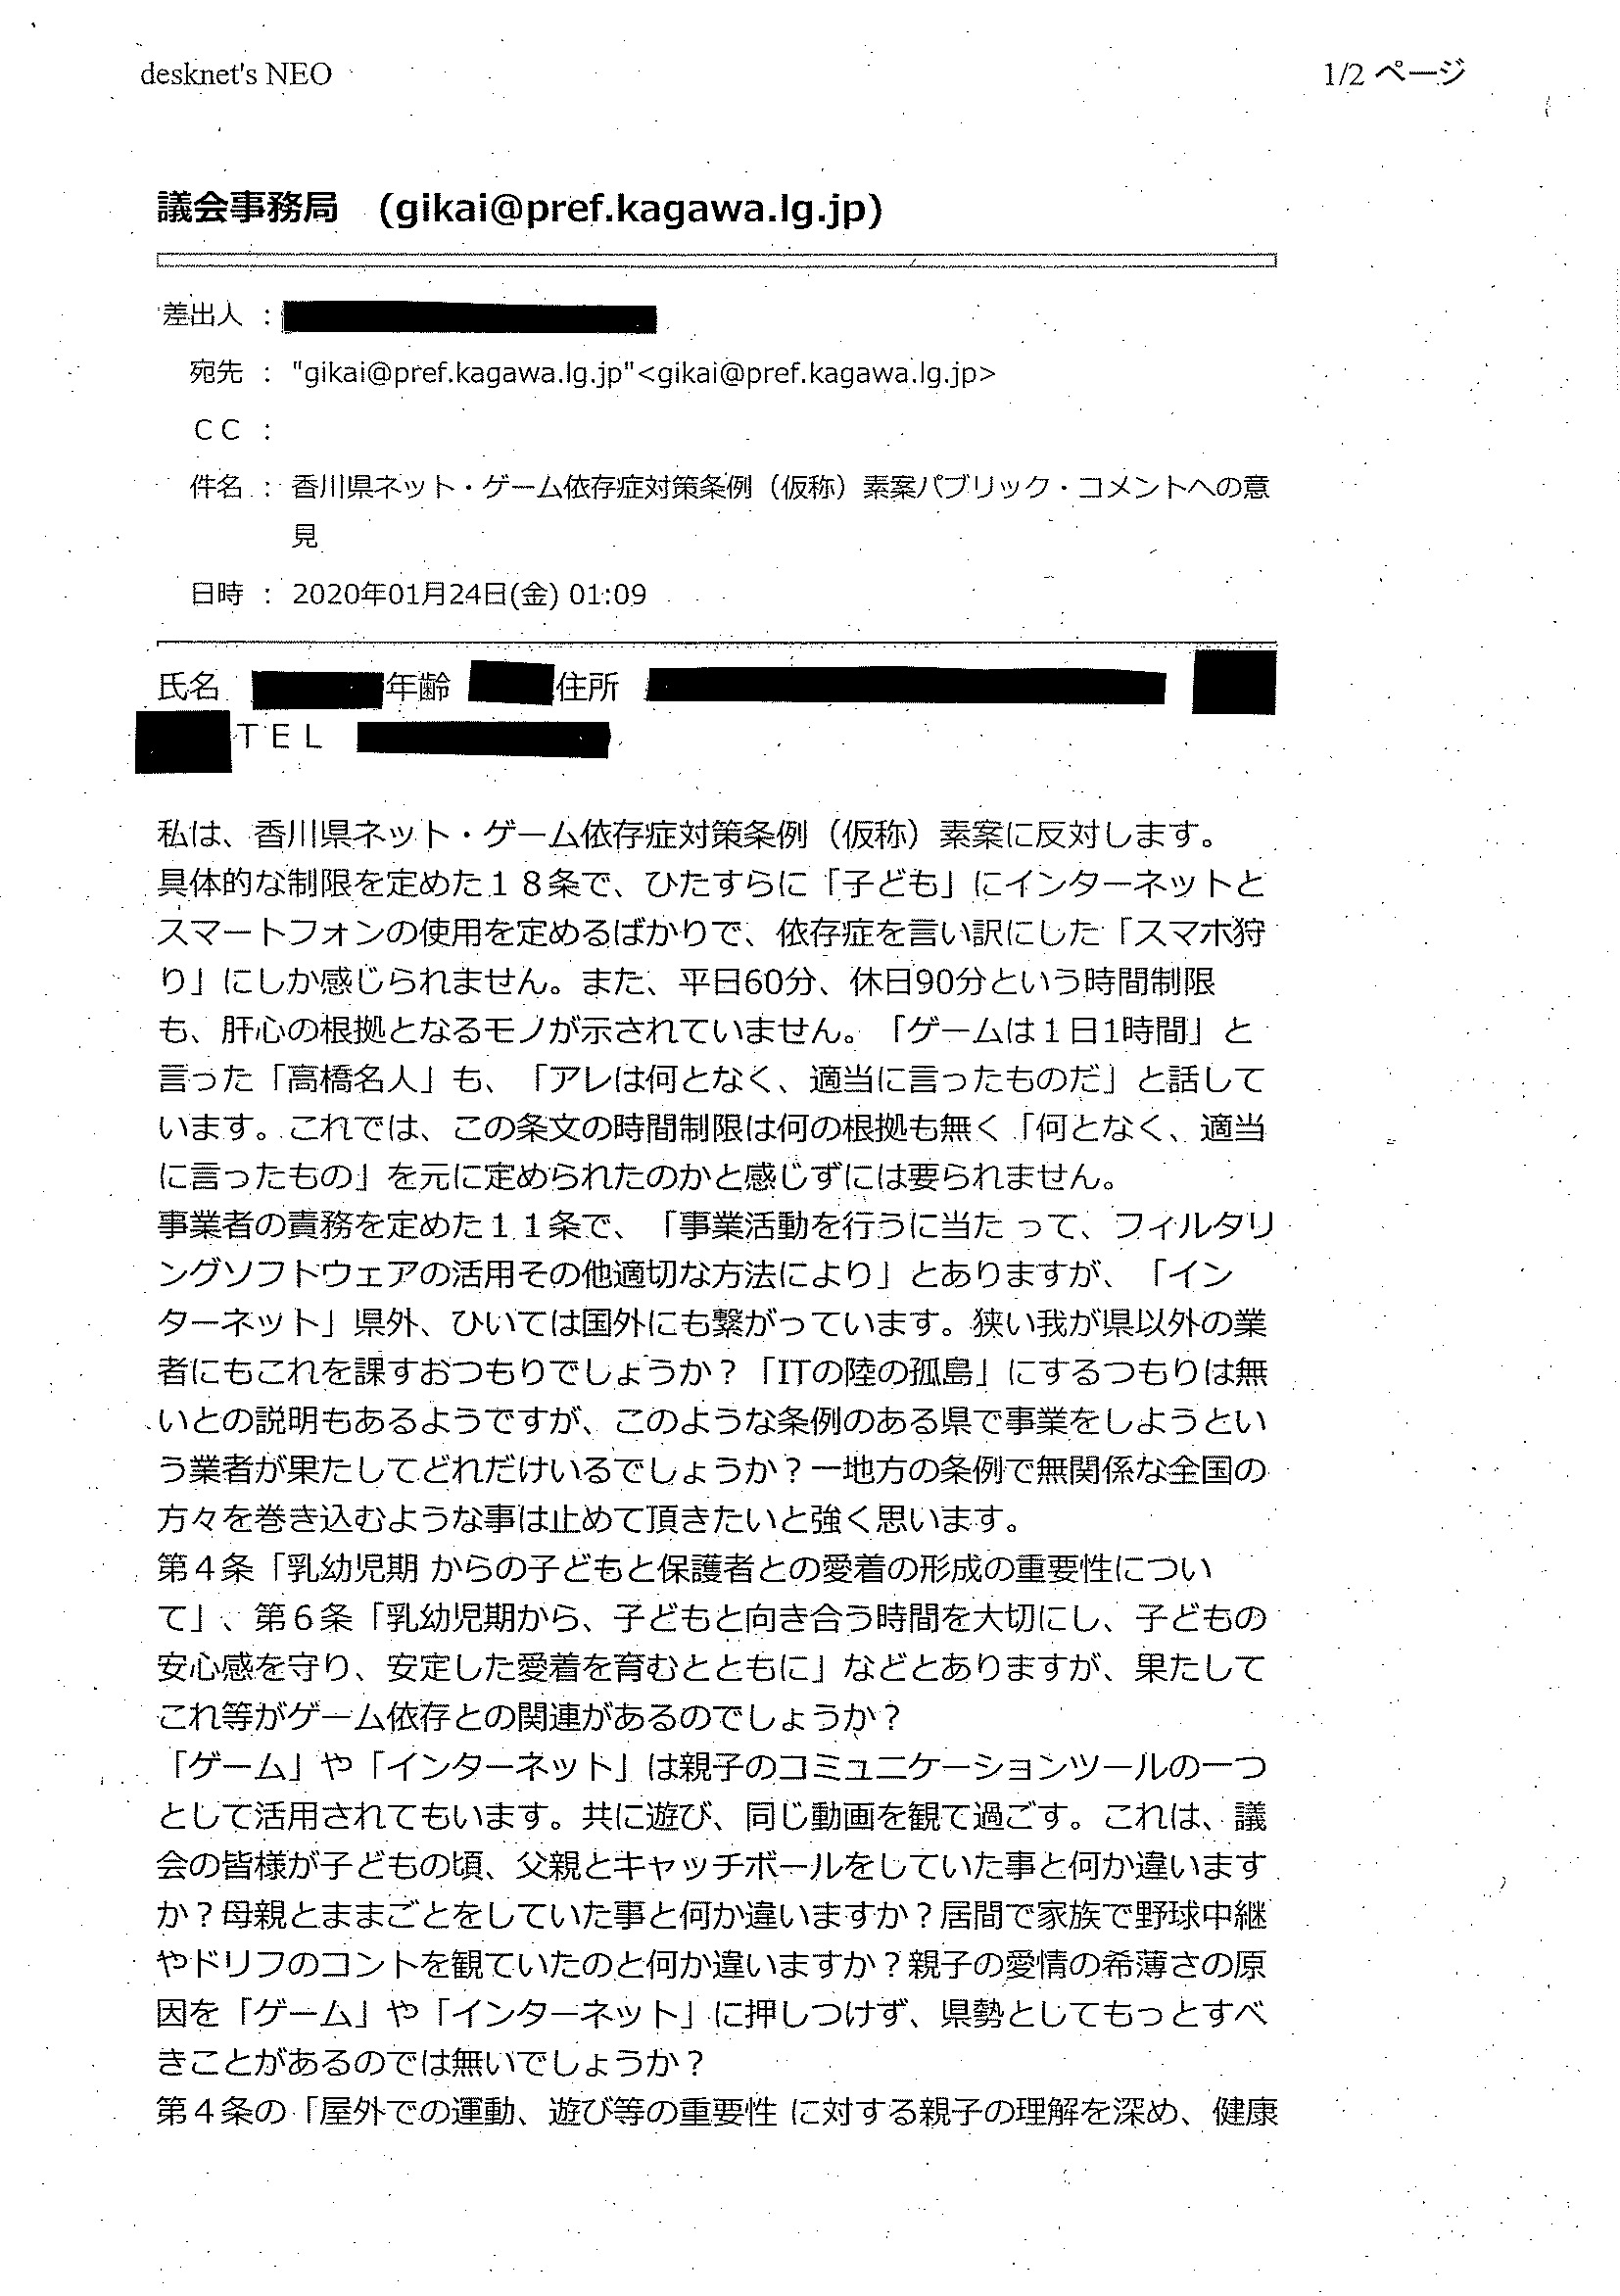 desknet's NEO
1/2 ページ
議会事務局　(gikai@pref.kagawa.lg.jp)
差出人 :
宛先 : "gikai@pref.kagawa.lg.jp"<gikai@pref.kagawa.lg.jp>
ＣＣ :
件名 : 香川県ネット・ゲーム依存症対策条例（仮称）素案パブリック・コメントへの意
見
日時 : 2020年01月24日(金) 01:09
氏名　年齢　住所
ＴＥＬ
私は、香川県ネット・ゲーム依存症対策条例（仮称）素案に反対します。
具体的な制限を定めた１８条で、ひたすらに「子ども」にインターネットと
スマートフォンの使用を定めるばかりで、依存症を言い訳にした「スマホ狩
り」にしか感じられません。また、平日60分、休日90分という時間制限
も、肝心の根拠となるモノが示されていません。「ゲームは１日1時間」と
言った「高橋名人」も、「アレは何となく、適当に言ったものだ」と話して
います。これでは、この条文の時間制限は何の根拠も無く「何となく、適当
に言ったもの」を元に定められたのかと感じずには要られません。
事業者の責務を定めた１１条で、「事業活動を行うに当た って、フィルタリ
ングソフトウェアの活用その他適切な方法により」とありますが、「イン
ターネット」県外、ひいては国外にも繋がっています。狭い我が県以外の業
者にもこれを課すおつもりでしょうか？「ITの陸の孤島」にするつもりは無
いとの説明もあるようですが、このような条例のある県で事業をしようとい
う業者が果たしてどれだけいるでしょうか？一地方の条例で無関係な全国の
方々を巻き込むような事は止めて頂きたいと強く思います。
第４条「乳幼児期 からの子どもと保護者との愛着の形成の重要性につい
て」、第６条「乳幼児期から、子どもと向き合う時間を大切にし、子どもの
安心感を守り、安定した愛着を育むとともに」などとありますが、果たして
これ等がゲーム依存との関連があるのでしょうか？
「ゲーム」や「インターネット」は親子のコミュニケーションツールの一つ
として活用されてもいます。共に遊び、同じ動画を観て過ごす。これは、議
会の皆様が子どもの頃、父親とキャッチボールをしていた事と何か違います
か？母親とままごとをしていた事と何か違いますか？居間で家族で野球中継
やドリフのコントを観ていたのと何か違いますか？親子の愛情の希薄さの原
因を「ゲーム」や「インターネット」に押しつけず、県勢としてもっとすべ
きことがあるのでは無いでしょうか？
第４条の「屋外での運動、遊び等の重要性 に対する親子の理解を深め、健康